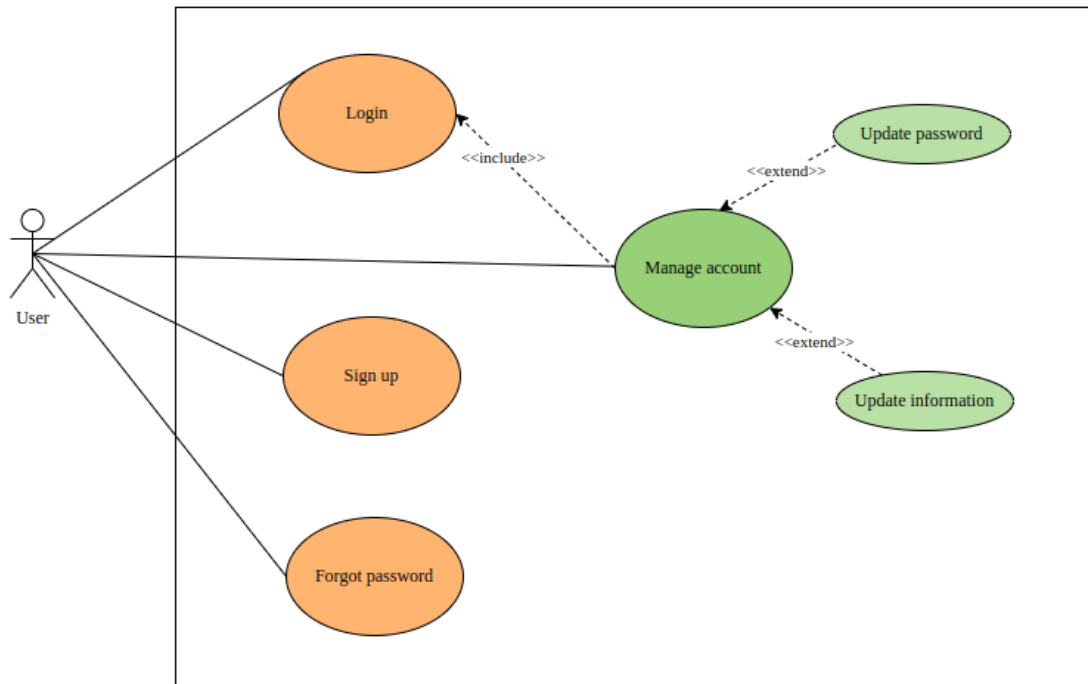 Login
<<include>>
Update password
<<extend>>
Manage account
User
<<extend>>
Sign up
Update information
Forgot password